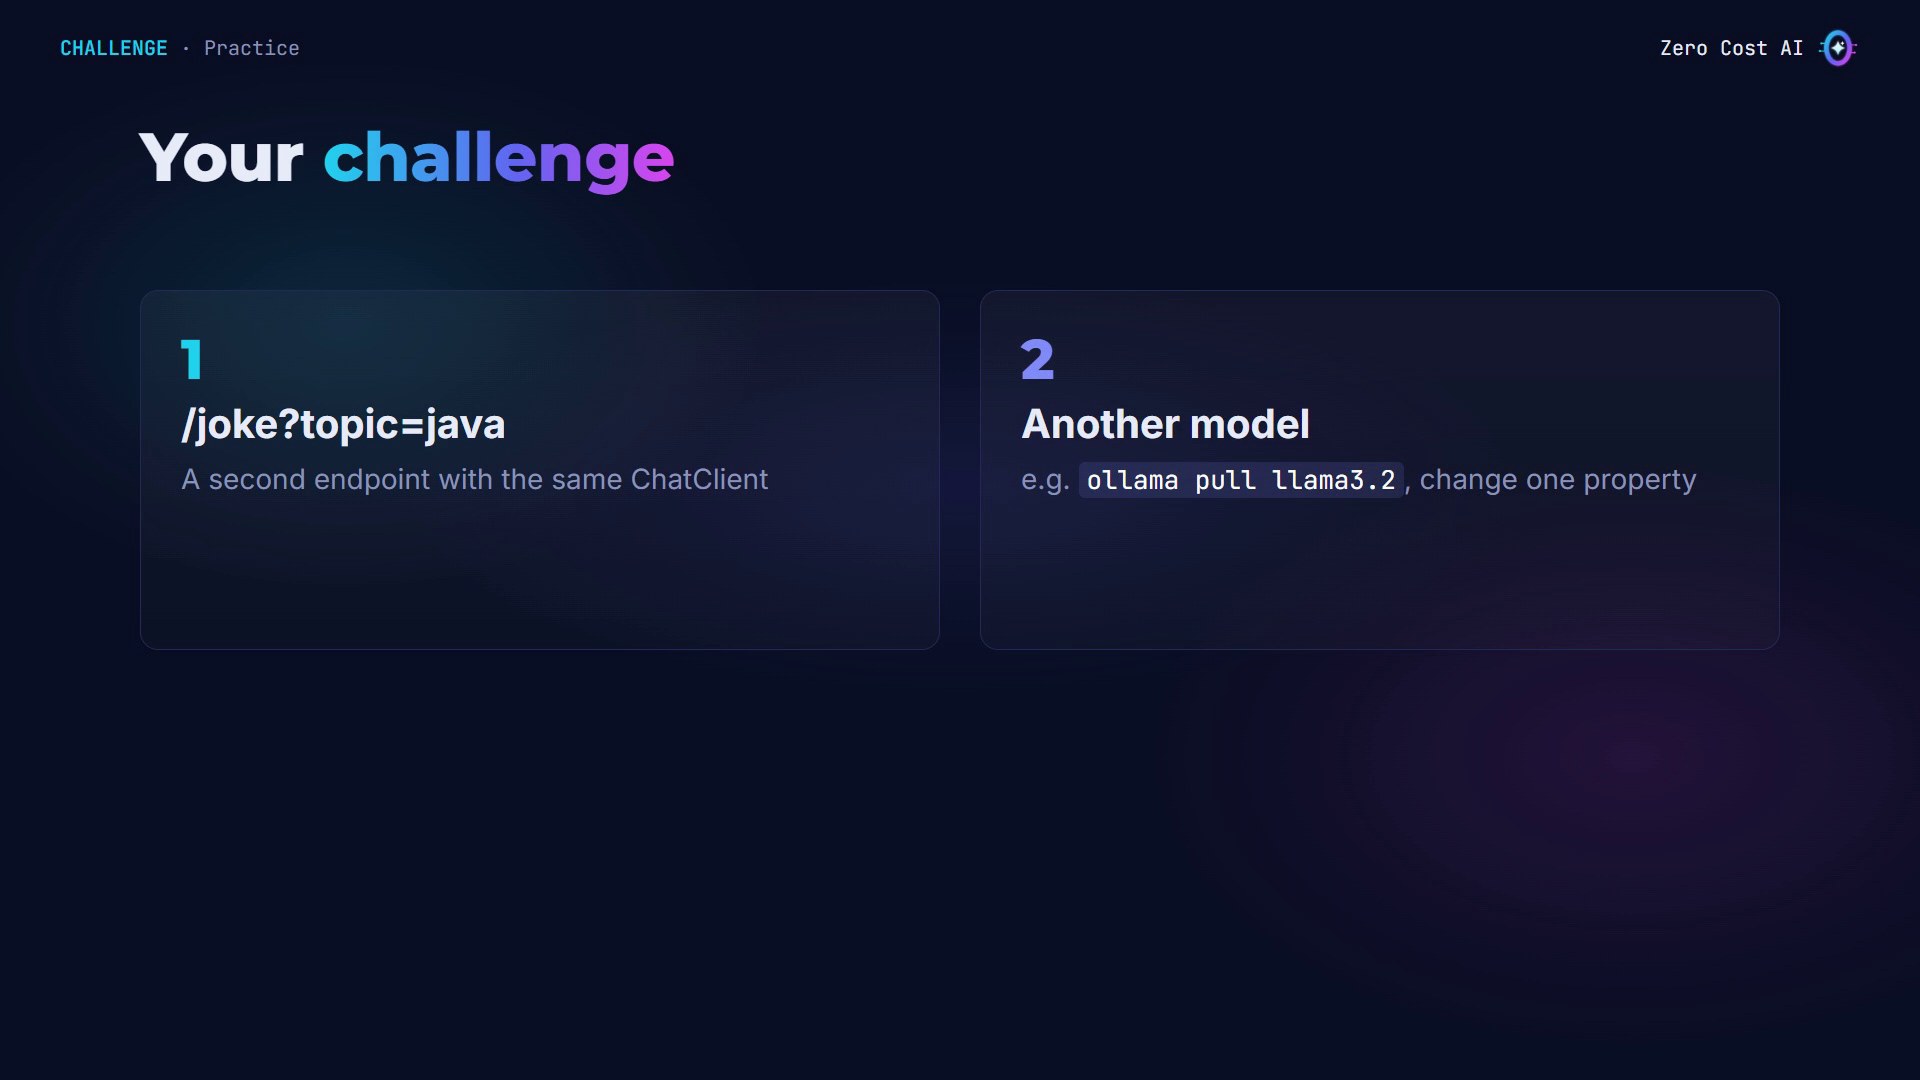 CHALLENGE · Practice
Zero Cost AI
Your challenge
1
/joke?topic=java
A second endpoint with the same ChatClient
2
Another model
e.g. ollama pull llama3.2, change one property